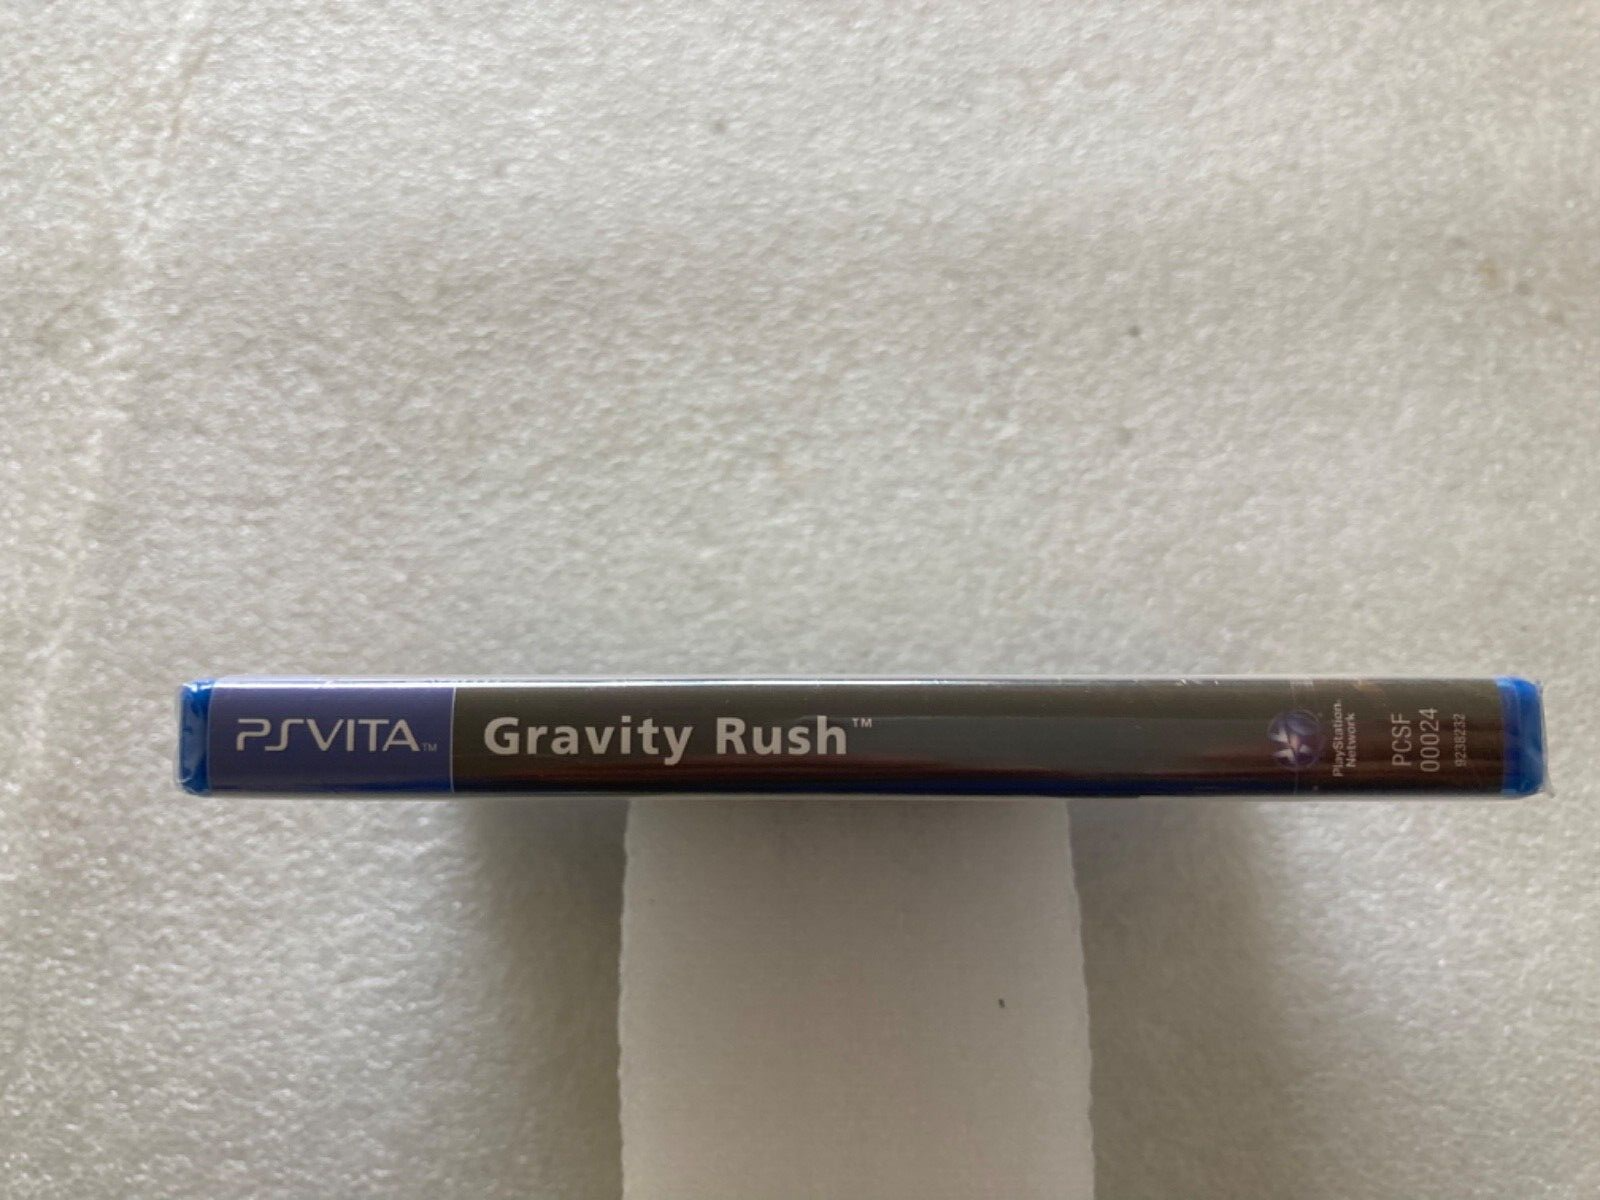 PSVITA™
Gravity Rush™
PlayStation
Network
PCSF
00024
9238232